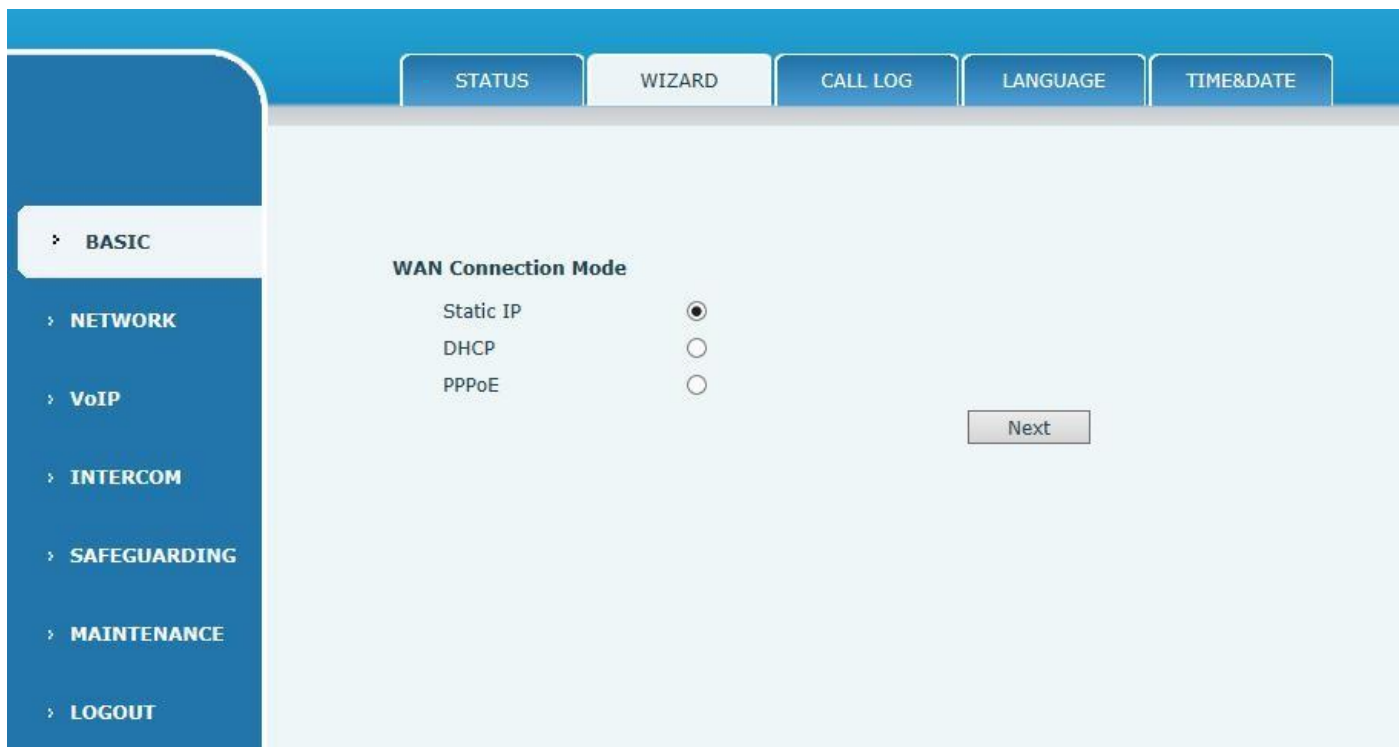 STATUS
WIZARD
CALL LOG
LANGUAGE
TIME&DATE
BASIC
NETWORK
VoIP
INTERCOM
SAFEGUARDING
MAINTENANCE
LOGOUT
WAN Connection Mode
Static IP
DHCP
PPPoE
Next